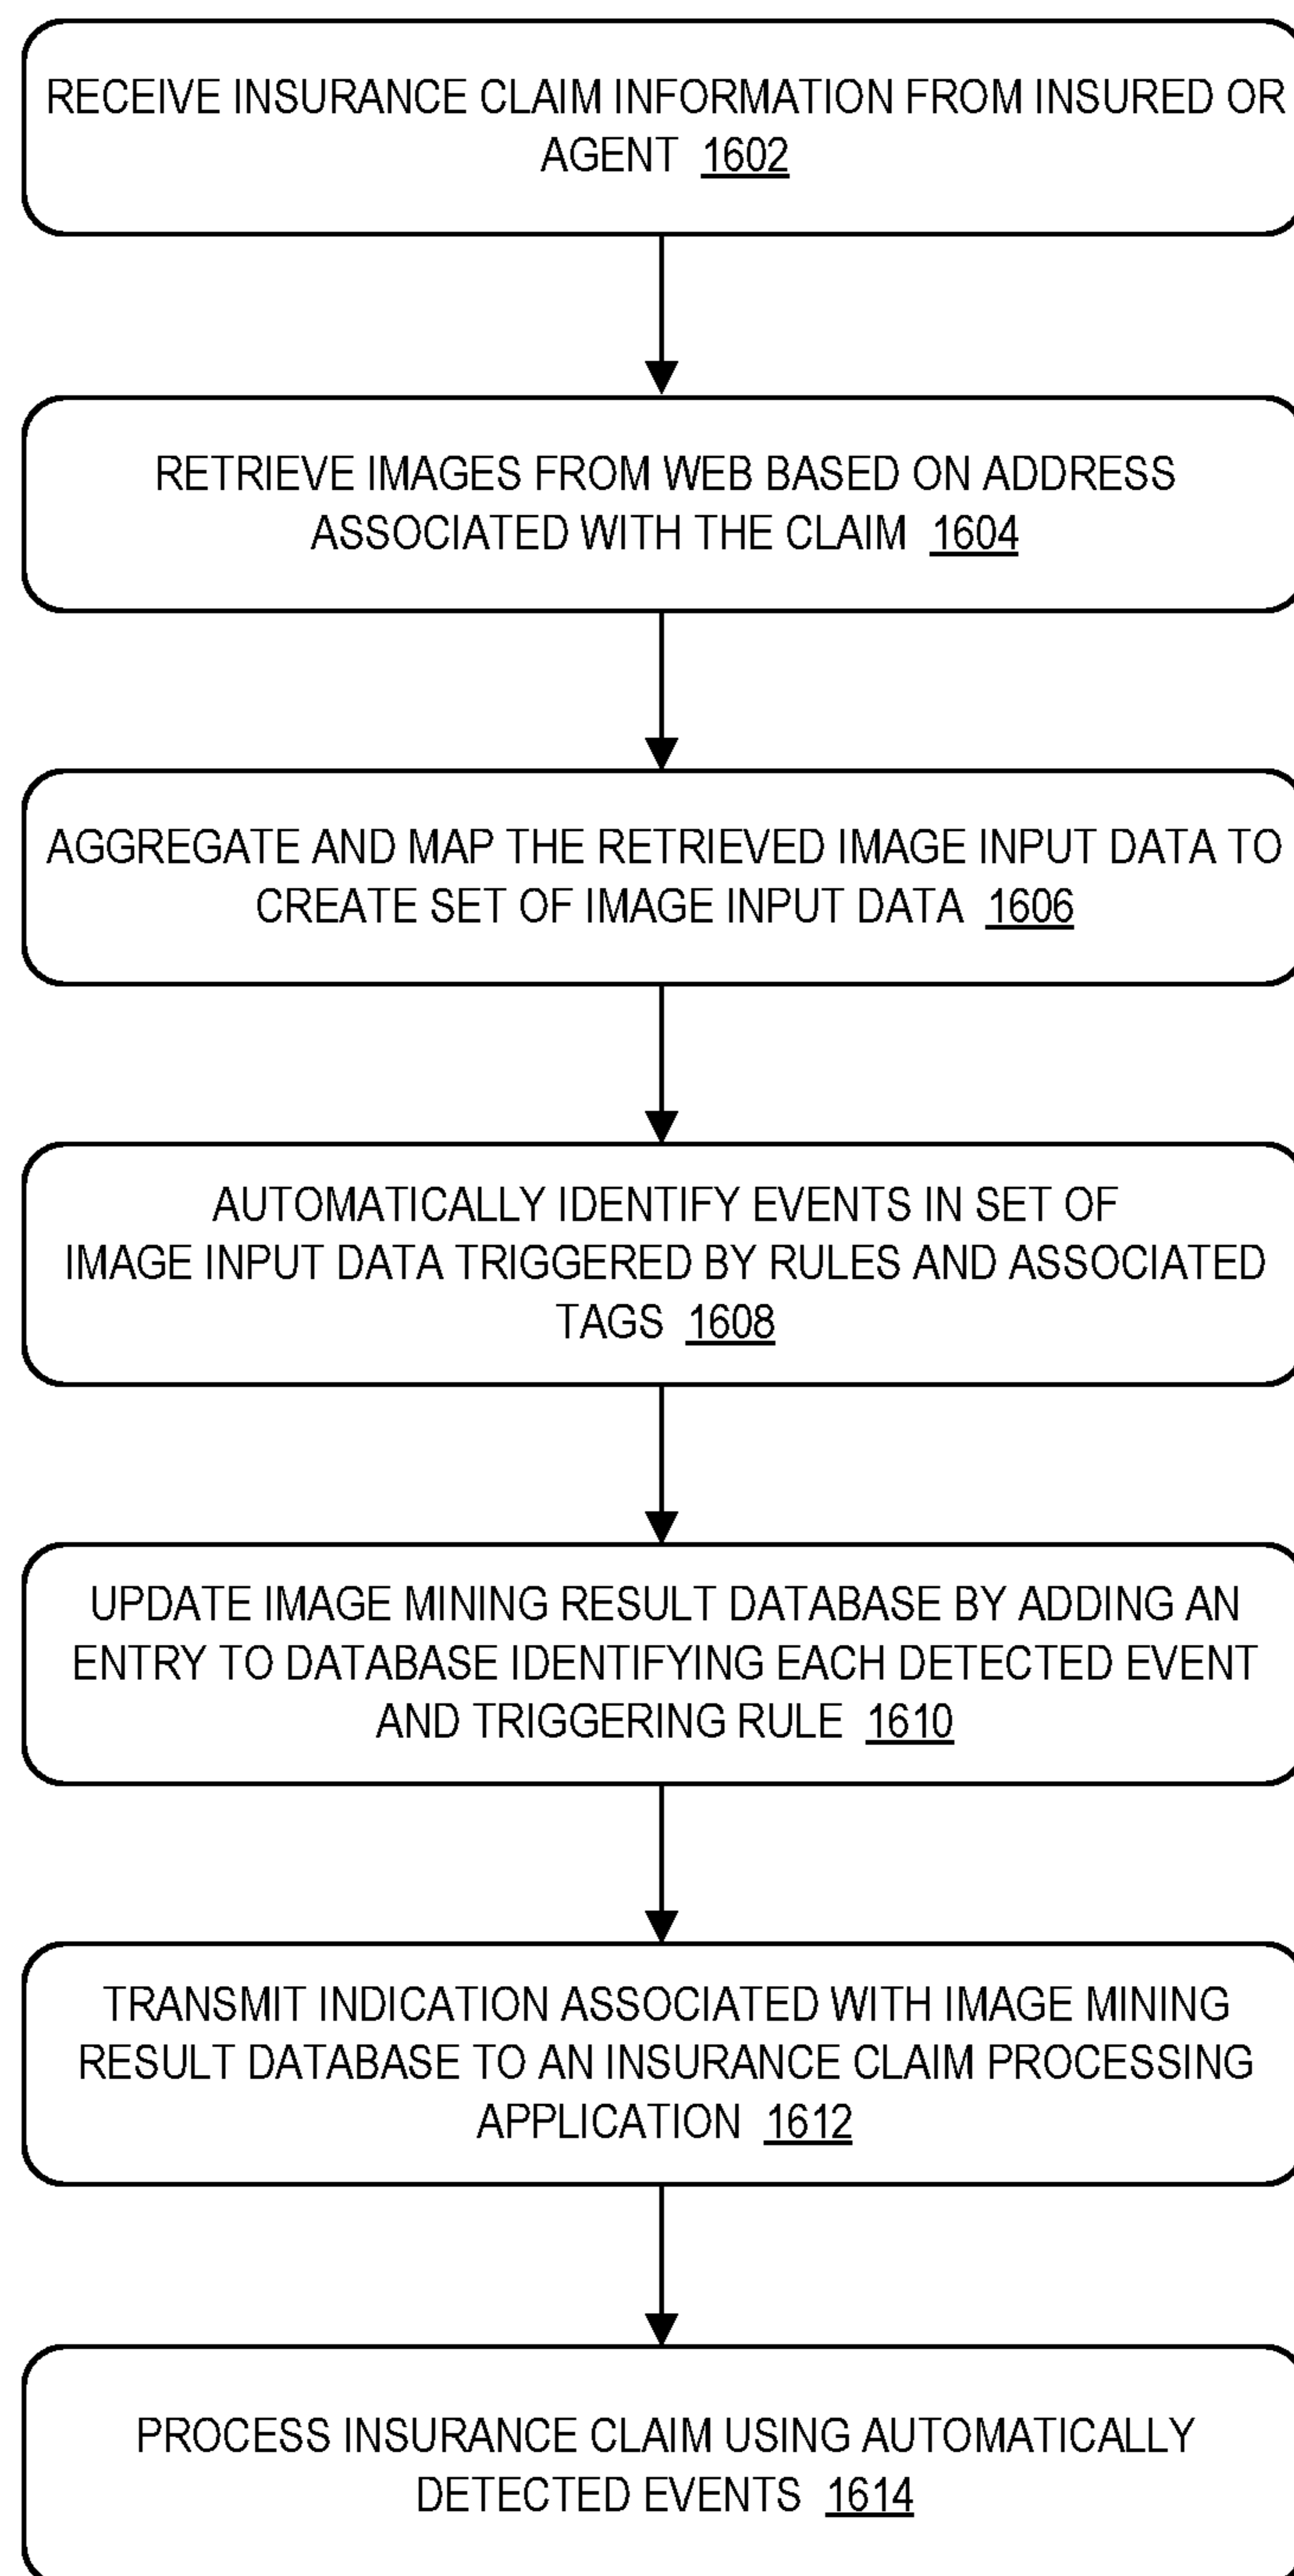 RECEIVE INSURANCE CLAIM INFORMATION FROM INSURED OR
AGENT 1602
RETRIEVE IMAGES FROM WEB BASED ON ADDRESS
ASSOCIATED WITH THE CLAIM 1604
AGGREGATE AND MAP THE RETRIEVED IMAGE INPUT DATA TO
CREATE SET OF IMAGE INPUT DATA 1606
AUTOMATICALLY IDENTIFY EVENTS IN SET OF
IMAGE INPUT DATA TRIGGERED BY RULES AND ASSOCIATED
TAGS 1608
UPDATE IMAGE MINING RESULT DATABASE BY ADDING AN
ENTRY TO DATABASE IDENTIFYING EACH DETECTED EVENT
AND TRIGGERING RULE 1610
TRANSMIT INDICATION ASSOCIATED WITH IMAGE MINING
RESULT DATABASE TO AN INSURANCE CLAIM PROCESSING
APPLICATION 1612
PROCESS INSURANCE CLAIM USING AUTOMATICALLY
DETECTED EVENTS 1614